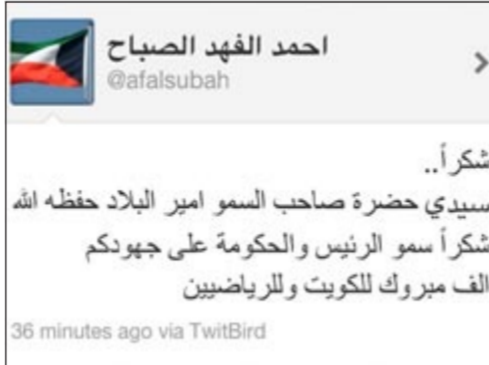 احمد الفهد الصباح
@afalsubah
شكراً..
سيدي حضرة صاحب السمو امير البلاد حفظه الله
شكراً سمو الرئيس والحكومة على جهودكم
الف مبروك للكويت وللرياضيين
36 minutes ago via TwitBird